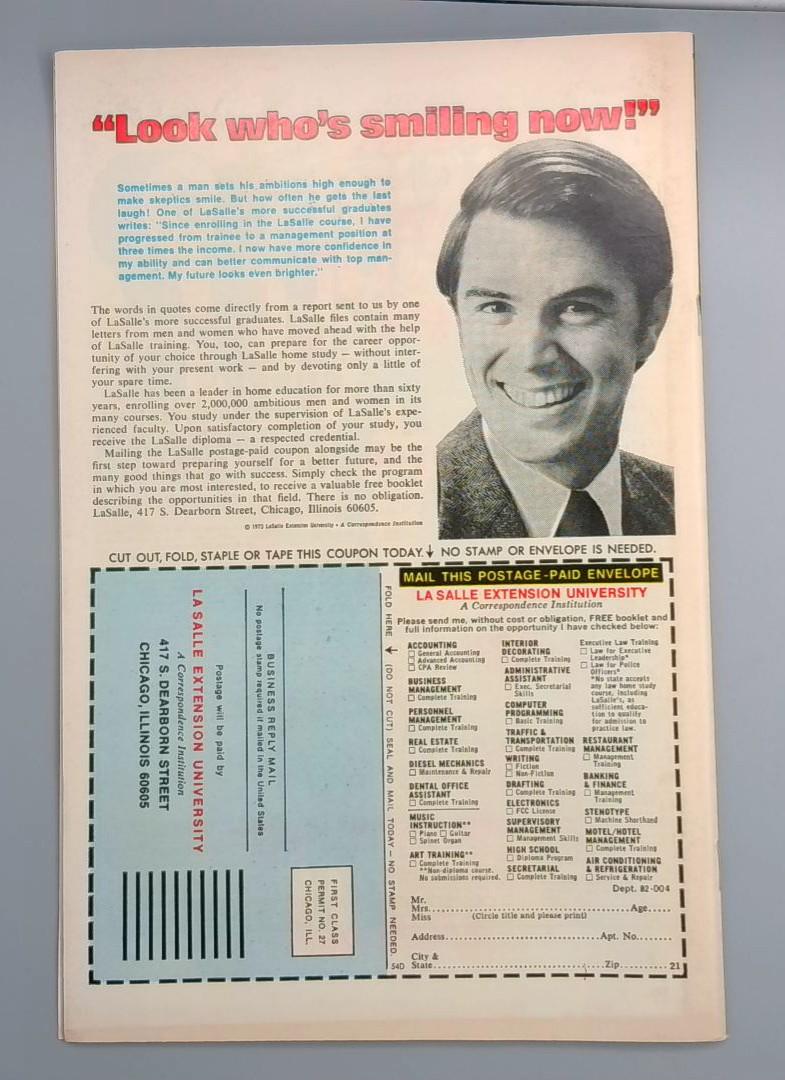 “Look who's smiling now!”
Sometimes a man sets his ambitions high enough to
make skeptics smile. But how often he gets the last
laugh! One of LaSalle's more successful graduates
writes: "Since enrolling in the LaSalle course, I have
progressed from trainee to a management position at
three times the income. I now have more confidence in
my ability and can better communicate with top man-
agement. My future looks even brighter."
The words in quotes come directly from a report sent to us by one
of LaSalle's more successful graduates. LaSalle files contain many
letters from men and women who have moved ahead with the help
of LaSalle training. You, too, can prepare for the career oppor-
tunity of your choice through LaSalle home study — without inter-
fering with your present work — and by devoting only a little of
your spare time.
LaSalle has been a leader in home education for more than sixty
years, enrolling over 2,000,000 ambitious men and women in its
many courses. You study under the supervision of LaSalle's expe-
rienced faculty. Upon satisfactory completion of your study, you
receive the LaSalle diploma — a respected credential.
Mailing the LaSalle postage-paid coupon alongside may be the
first step toward preparing yourself for a better future, and the
many good things that go with success. Simply check the program
in which you are most interested, to receive a valuable free booklet
describing the opportunities in that field. There is no obligation.
LaSalle, 417 S. Dearborn Street, Chicago, Illinois 60605.
© 1973 LaSalle Extension University • A Correspondence Institution
CUT OUT, FOLD, STAPLE OR TAPE THIS COUPON TODAY. NO STAMP OR ENVELOPE IS NEEDED.
FIRST CLASS
PERMIT NO. 27
CHICAGO, ILL.
BUSINESS REPLY MAIL
No postage stamp required if mailed in the United States
Postage will be paid by
LA SALLE EXTENSION UNIVERSITY
A Correspondence Institution
417 S. DEARBORN STREET
CHICAGO, ILLINOIS 60605
FOLD HERE (DO NOT CUT) SEAL AND MAIL TODAY — NO STAMP NEEDED.
MAIL THIS POSTAGE-PAID ENVELOPE
LA SALLE EXTENSION UNIVERSITY
A Correspondence Institution
Please send me, without cost or obligation, FREE booklet and
full information on the opportunity I have checked below:
ACCOUNTING
☐ General Accounting
☐ Advanced Accounting
☐ CPA Review
BUSINESS
MANAGEMENT
☐ Complete Training
PERSONNEL
MANAGEMENT
☐ Complete Training
REAL ESTATE
☐ Complete Training
DIESEL MECHANICS
☐ Maintenance & Repair
DENTAL OFFICE
ASSISTANT
☐ Complete Training
MUSIC
INSTRUCTION**
☐ Piano ☐ Guitar
☐ Spinet Organ
ART TRAINING**
☐ Complete Training
**Non-diploma course.
No submissions required.
INTERIOR
DECORATING
☐ Complete Training
ADMINISTRATIVE
ASSISTANT
☐ Exec. Secretarial
Skills
COMPUTER
PROGRAMMING
☐ Basic Training
TRAFFIC &
TRANSPORTATION
☐ Complete Training
WRITING
☐ Fiction
☐ Non-Fiction
DRAFTING
☐ Complete Training
ELECTRONICS
☐ FCC License
SUPERVISORY
MANAGEMENT
☐ Management Skills
HIGH SCHOOL
☐ Diploma Program
SECRETARIAL
☐ Complete Training
Executive Law Training
☐ Law for Executive
Leadership*
☐ Law for Police
Officers*
*No state accepts
any law home study
course, including
LaSalle's, as
sufficient educa-
tion to qualify
for admission to
practice law.
RESTAURANT
MANAGEMENT
☐ Management
Training
BANKING
& FINANCE
☐ Management
Training
STENOTYPE
☐ Machine Shorthand
MOTEL/HOTEL
MANAGEMENT
☐ Complete Training
AIR CONDITIONING
& REFRIGERATION
☐ Service & Repair
Dept. 82-004
Mr.
Mrs. Age
Miss (Circle title and please print)
Address Apt. No.
City &
State Zip 21
54D